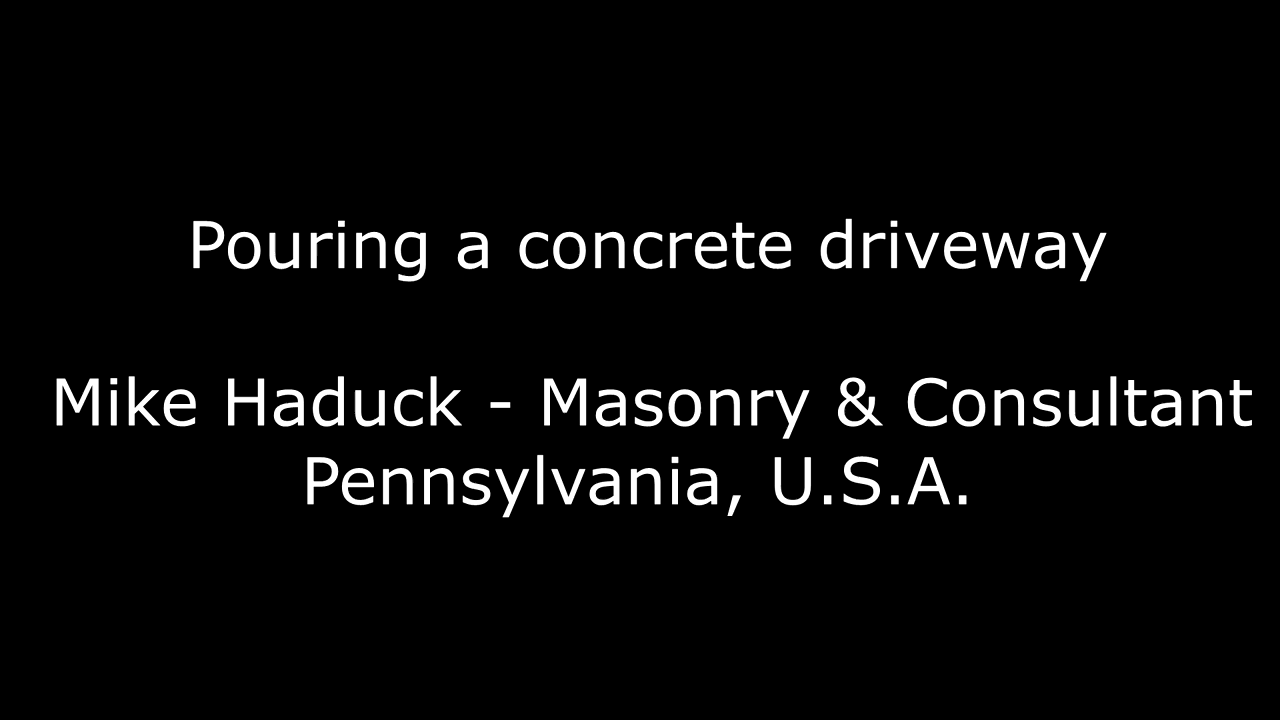 Pouring a concrete driveway
Mike Haduck - Masonry & Consultant
Pennsylvania, U.S.A.